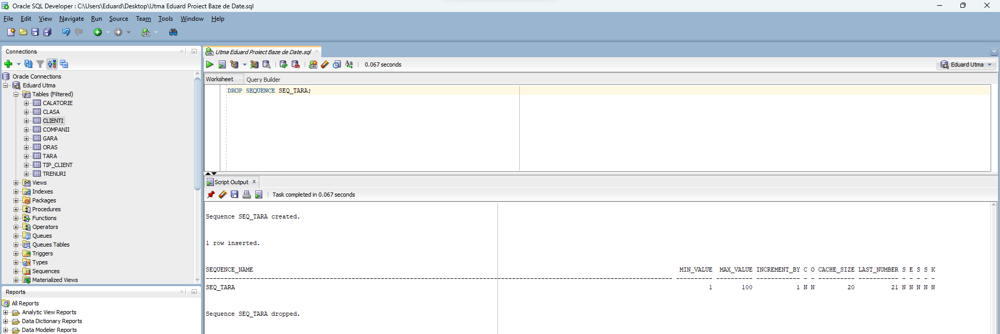 Oracle SQL Developer : C:\Users\Eduard\Desktop\Utma Eduard Proiect Baze de Date.sql
File Edit View Navigate Run Source Team Tools Window Help
Connections
Oracle Connections
Eduard Utma
Tables (Filtered)
CALATORIE
CLASA
CLIENTI
COMPANII
GARA
ORAS
TARA
TIP_CLIENT
TRENURI
Views
Indexes
Packages
Procedures
Functions
Operators
Queues
Queues Tables
Triggers
Types
Sequences
Materialized Views
Reports
All Reports
Analytic View Reports
Data Dictionary Reports
Data Modeler Reports
Utma Eduard Proiect Baze de Date.sql
0.067 seconds
Eduard Utma
Worksheet Query Builder
DROP SEQUENCE SEQ_TARA;
Script Output
Task completed in 0.067 seconds
Sequence SEQ_TARA created.
1 row inserted.
SEQUENCE_NAME MIN_VALUE MAX_VALUE INCREMENT_BY C O CACHE_SIZE LAST_NUMBER S E S S K
SEQ_TARA 1 100 1 N N 20 21 N N N N N
Sequence SEQ_TARA dropped.